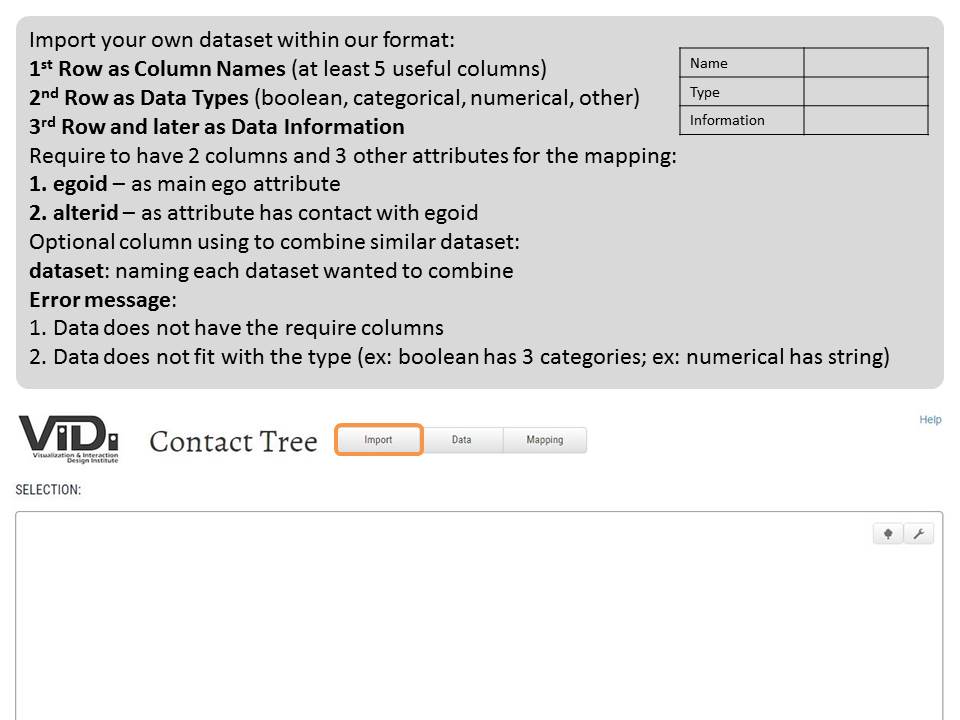 Import your own dataset within our format:
1st Row as Column Names (at least 5 useful columns)
2nd Row as Data Types (boolean, categorical, numerical, other)
3rd Row and later as Data Information
Name
Type
Information
Require to have 2 columns and 3 other attributes for the mapping:
1. egoid – as main ego attribute
2. alterid – as attribute has contact with egoid
Optional column using to combine similar dataset:
dataset: naming each dataset wanted to combine
Error message:
1. Data does not have the require columns
2. Data does not fit with the type (ex: boolean has 3 categories; ex: numerical has string)
Help
ViDi
Visualization & Interaction
Design Institute
Contact Tree
Import
Data
Mapping
SELECTION: